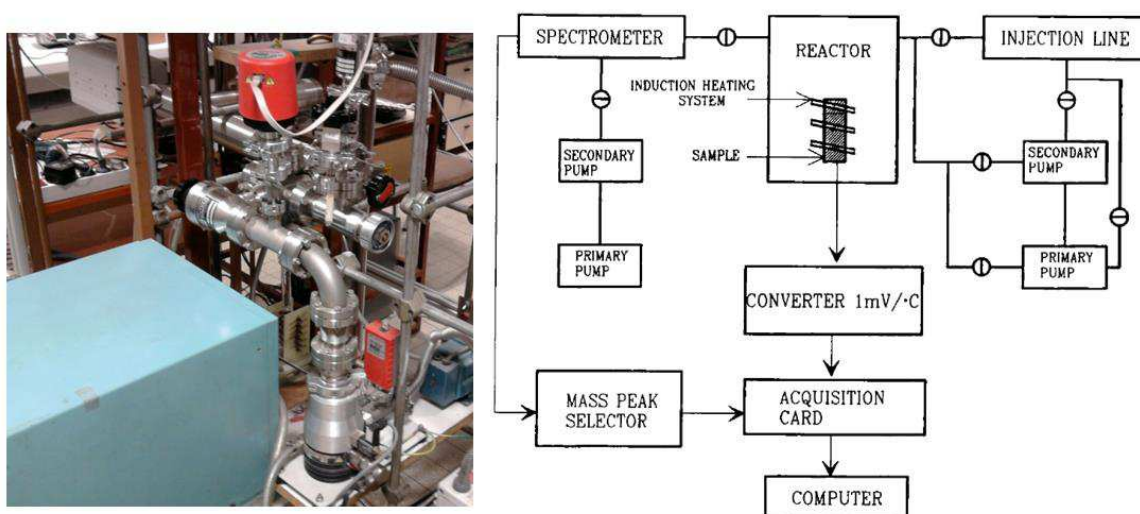 SPECTROMETER
REACTOR
INJECTION LINE
INDUCTION HEATING
SYSTEM
SAMPLE
SECONDARY
PUMP
SECONDARY
PUMP
PRIMARY
PUMP
PRIMARY
PUMP
CONVERTER 1mV/·C
MASS PEAK
SELECTOR
ACQUISITION
CARD
COMPUTER